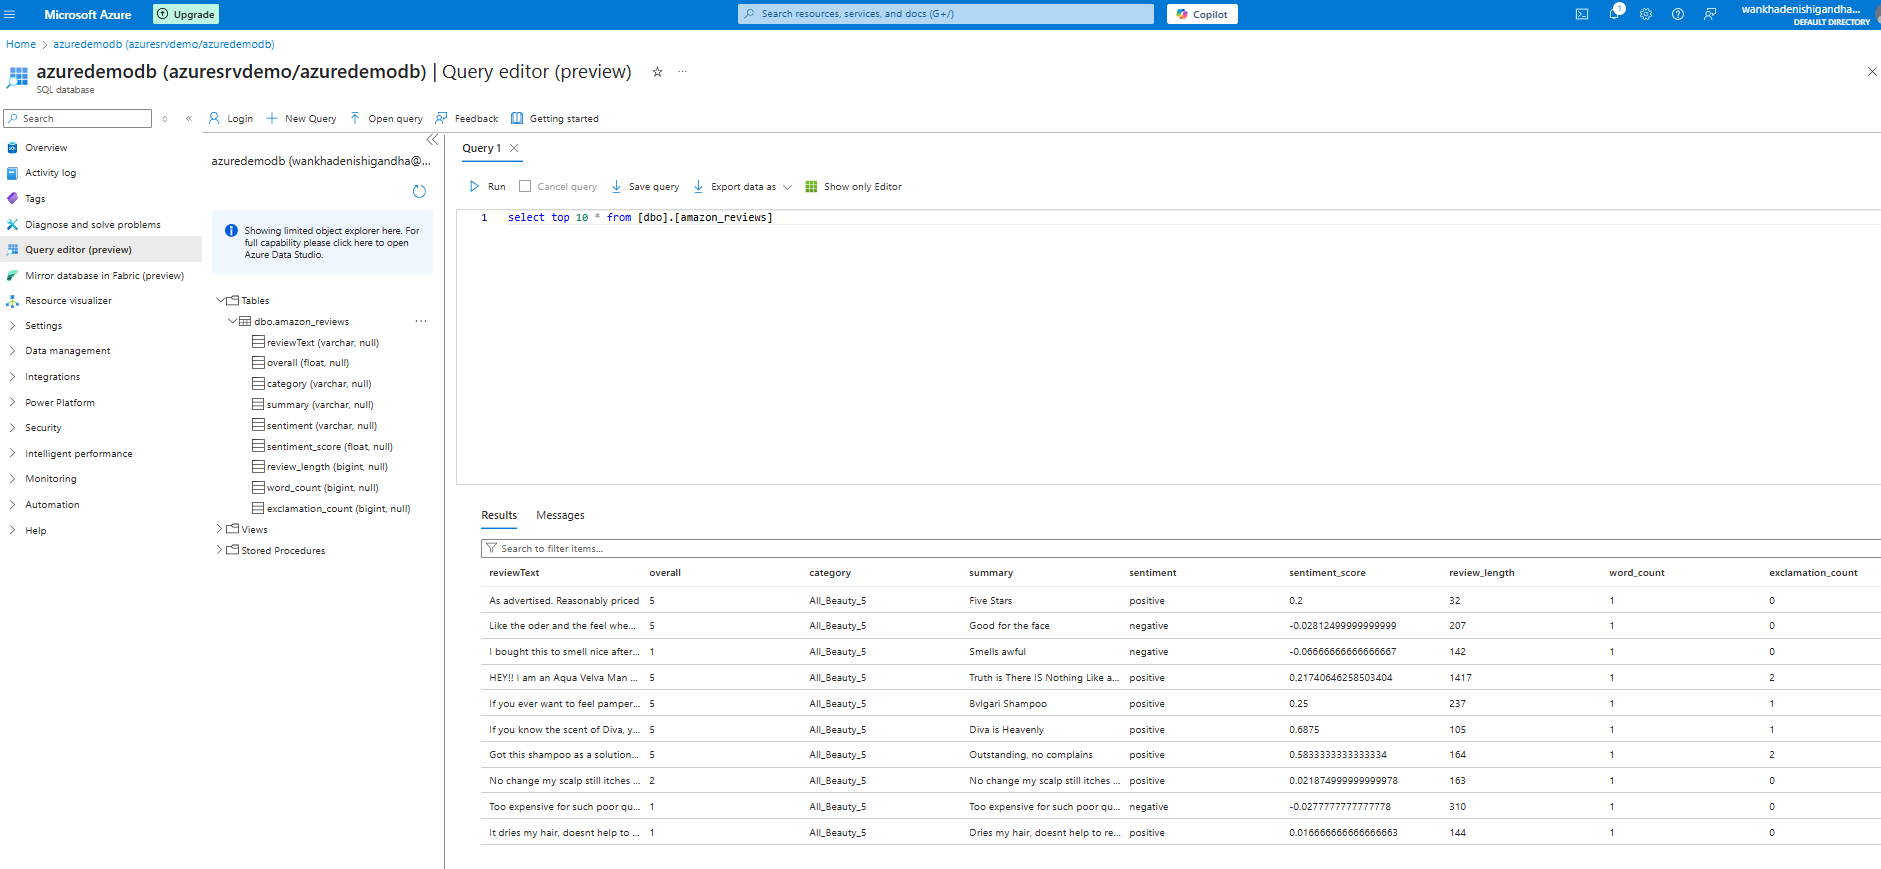 Microsoft Azure
Upgrade
Search resources, services, and docs (G+/)
Copilot
1
wankhadenishigandha...
DEFAULT DIRECTORY
Home > azuredemodb (azuresrvdemo/azuredemodb)
azuredemodb (azuresrvdemo/azuredemodb) | Query editor (preview)
SQL database
Search
Login
New Query
Open query
Feedback
Getting started
Overview
Activity log
Tags
Diagnose and solve problems
Query editor (preview)
Mirror database in Fabric (preview)
Resource visualizer
Settings
Data management
Integrations
Power Platform
Security
Intelligent performance
Monitoring
Automation
Help
azuredemodb (wankhadenishigandha@...
Showing limited object explorer here. For
full capability please click here to open
Azure Data Studio.
Tables
dbo.amazon_reviews
reviewText (varchar, null)
overall (float, null)
category (varchar, null)
summary (varchar, null)
sentiment (varchar, null)
sentiment_score (float, null)
review_length (bigint, null)
word_count (bigint, null)
exclamation_count (bigint, null)
Views
Stored Procedures
Query 1
Run
Cancel query
Save query
Export data as
Show only Editor
1 select top 10 * from [dbo].[amazon_reviews]
Results Messages
Search to filter items...
reviewText overall category summary sentiment sentiment_score review_length word_count exclamation_count
As advertised. Reasonably priced 5 All_Beauty_5 Five Stars positive 0.2 32 1 0
Like the oder and the feel whe... 5 All_Beauty_5 Good for the face negative -0.02812499999999999 207 1 0
I bought this to smell nice after... 1 All_Beauty_5 Smells awful negative -0.06666666666666667 142 1 0
HEY!! I am an Aqua Velva Man ... 5 All_Beauty_5 Truth is There IS Nothing Like a... positive 0.21740646258503404 1417 1 2
If you ever want to feel pamper... 5 All_Beauty_5 Bvlgari Shampoo positive 0.25 237 1 1
If you know the scent of Diva, y... 5 All_Beauty_5 Diva is Heavenly positive 0.6875 105 1 1
Got this shampoo as a solution... 5 All_Beauty_5 Outstanding, no complains positive 0.5833333333333334 164 1 2
No change my scalp still itches ... 2 All_Beauty_5 No change my scalp still itches ... positive 0.021874999999999978 163 1 0
Too expensive for such poor qu... 1 All_Beauty_5 Too expensive for such poor qu... negative -0.0277777777777778 310 1 0
It dries my hair, doesnt help to ... 1 All_Beauty_5 Dries my hair, doesnt help to re... positive 0.016666666666666663 144 1 0